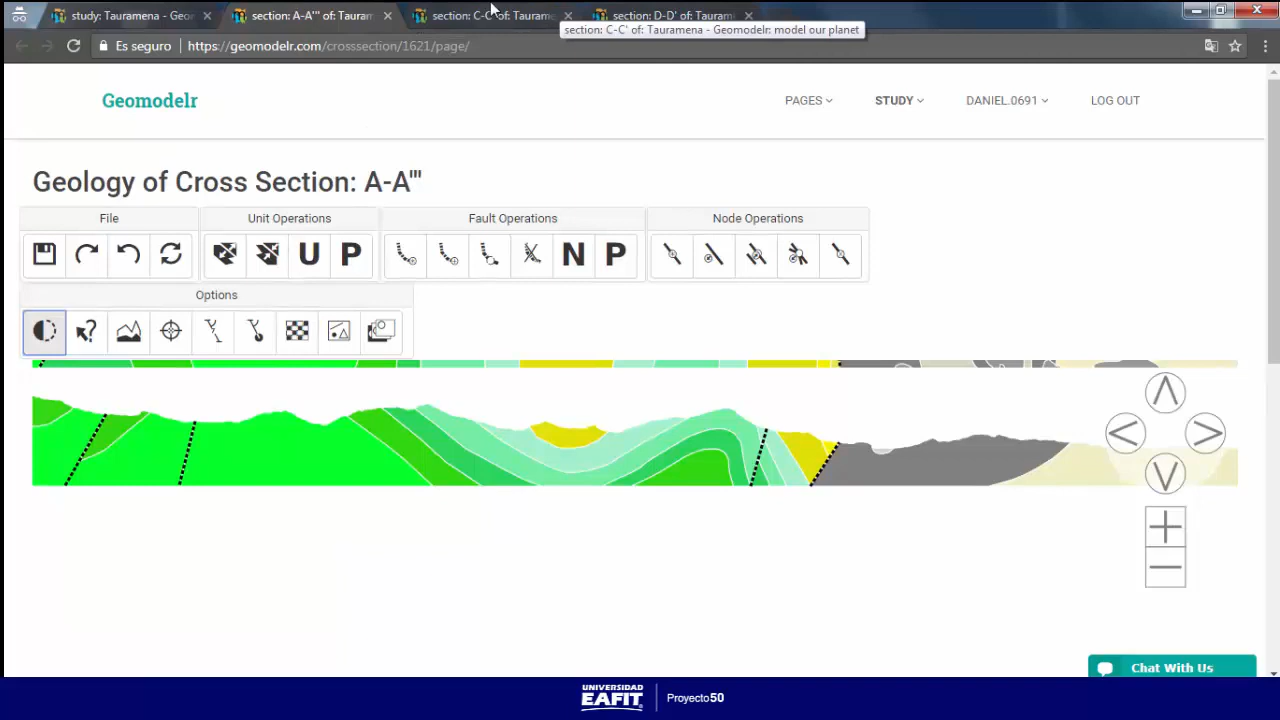 study: Tauramena - Geor
section: A-A''' of: Tauram
section: C-C' of: Taurame
section: D-D' of: Tauram
section: C-C' of: Tauramena - Geomodelr: model our planet
Es seguro
https://geomodelr.com/crosssection/1621/page/
Geomodelr
PAGES
STUDY
DANIEL.0691
LOG OUT
Geology of Cross Section: A-A'''
File
Unit Operations
Fault Operations
Node Operations
U
P
N
P
Options
Chat With Us
UNIVERSIDAD
EAFIT
Proyecto50